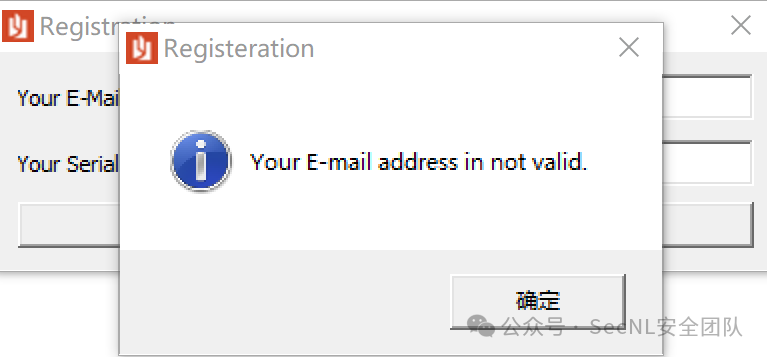 Registration
Registeration
Your E-Mai
Your E-mail address in not valid.
Your Serial
确定
公众号 · SecNL安全团队